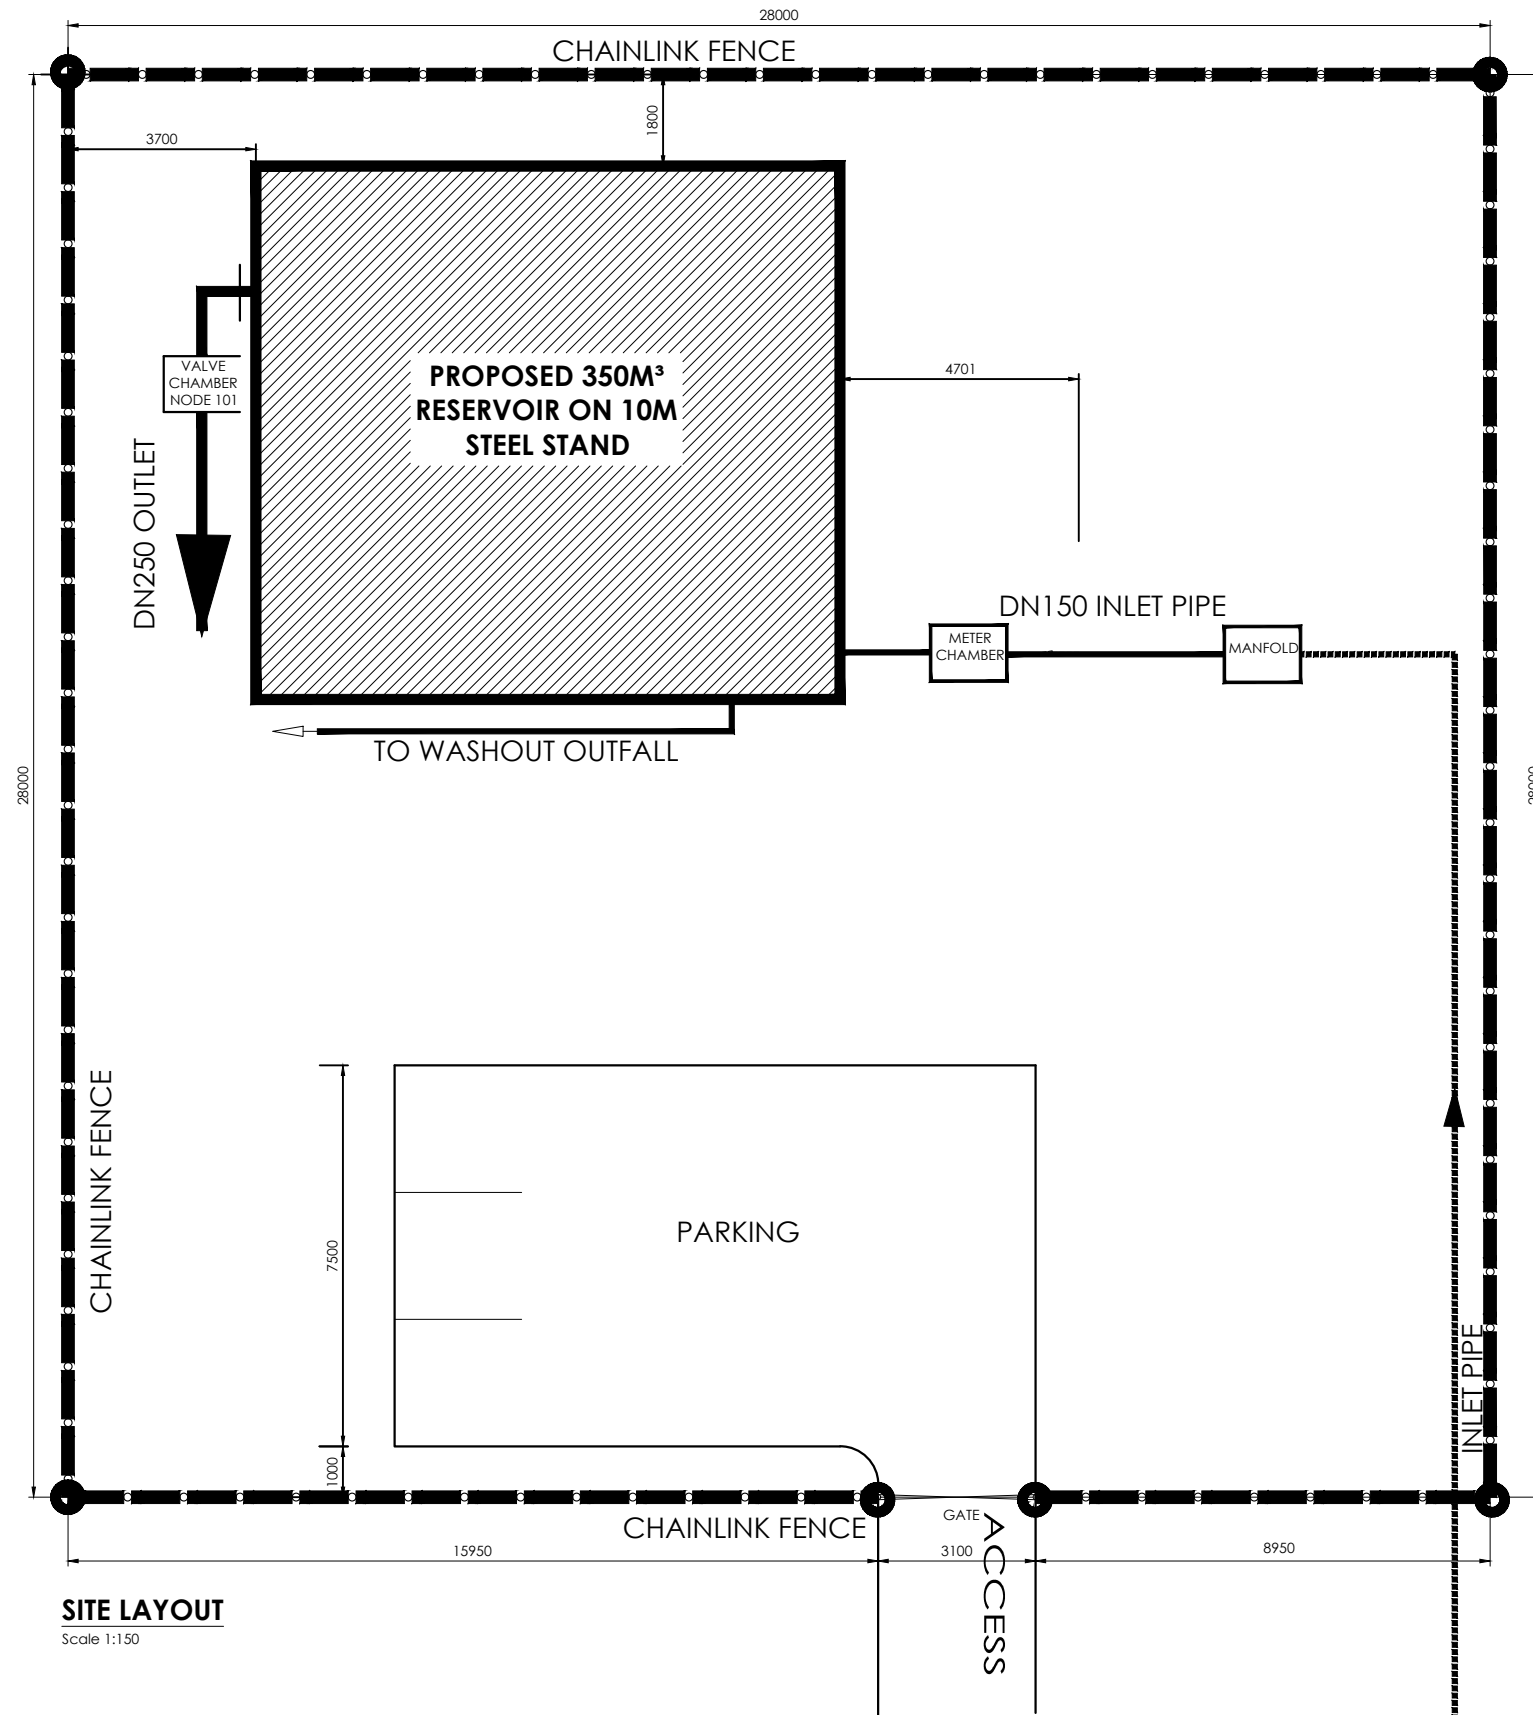 28000
CHAINLINK FENCE
1800
3700
VALVE
CHAMBER
NODE 101
PROPOSED 350M³
RESERVOIR ON 10M
STEEL STAND
4701
DN250 OUTLET
DN150 INLET PIPE
METER
CHAMBER
MANFOLD
TO WASHOUT OUTFALL
28000
28000
CHAINLINK FENCE
PARKING
7500
INLET PIPE
1000
CHAINLINK FENCE
GATE
ACCESS
15950
3100
8950
SITE LAYOUT
Scale 1:150